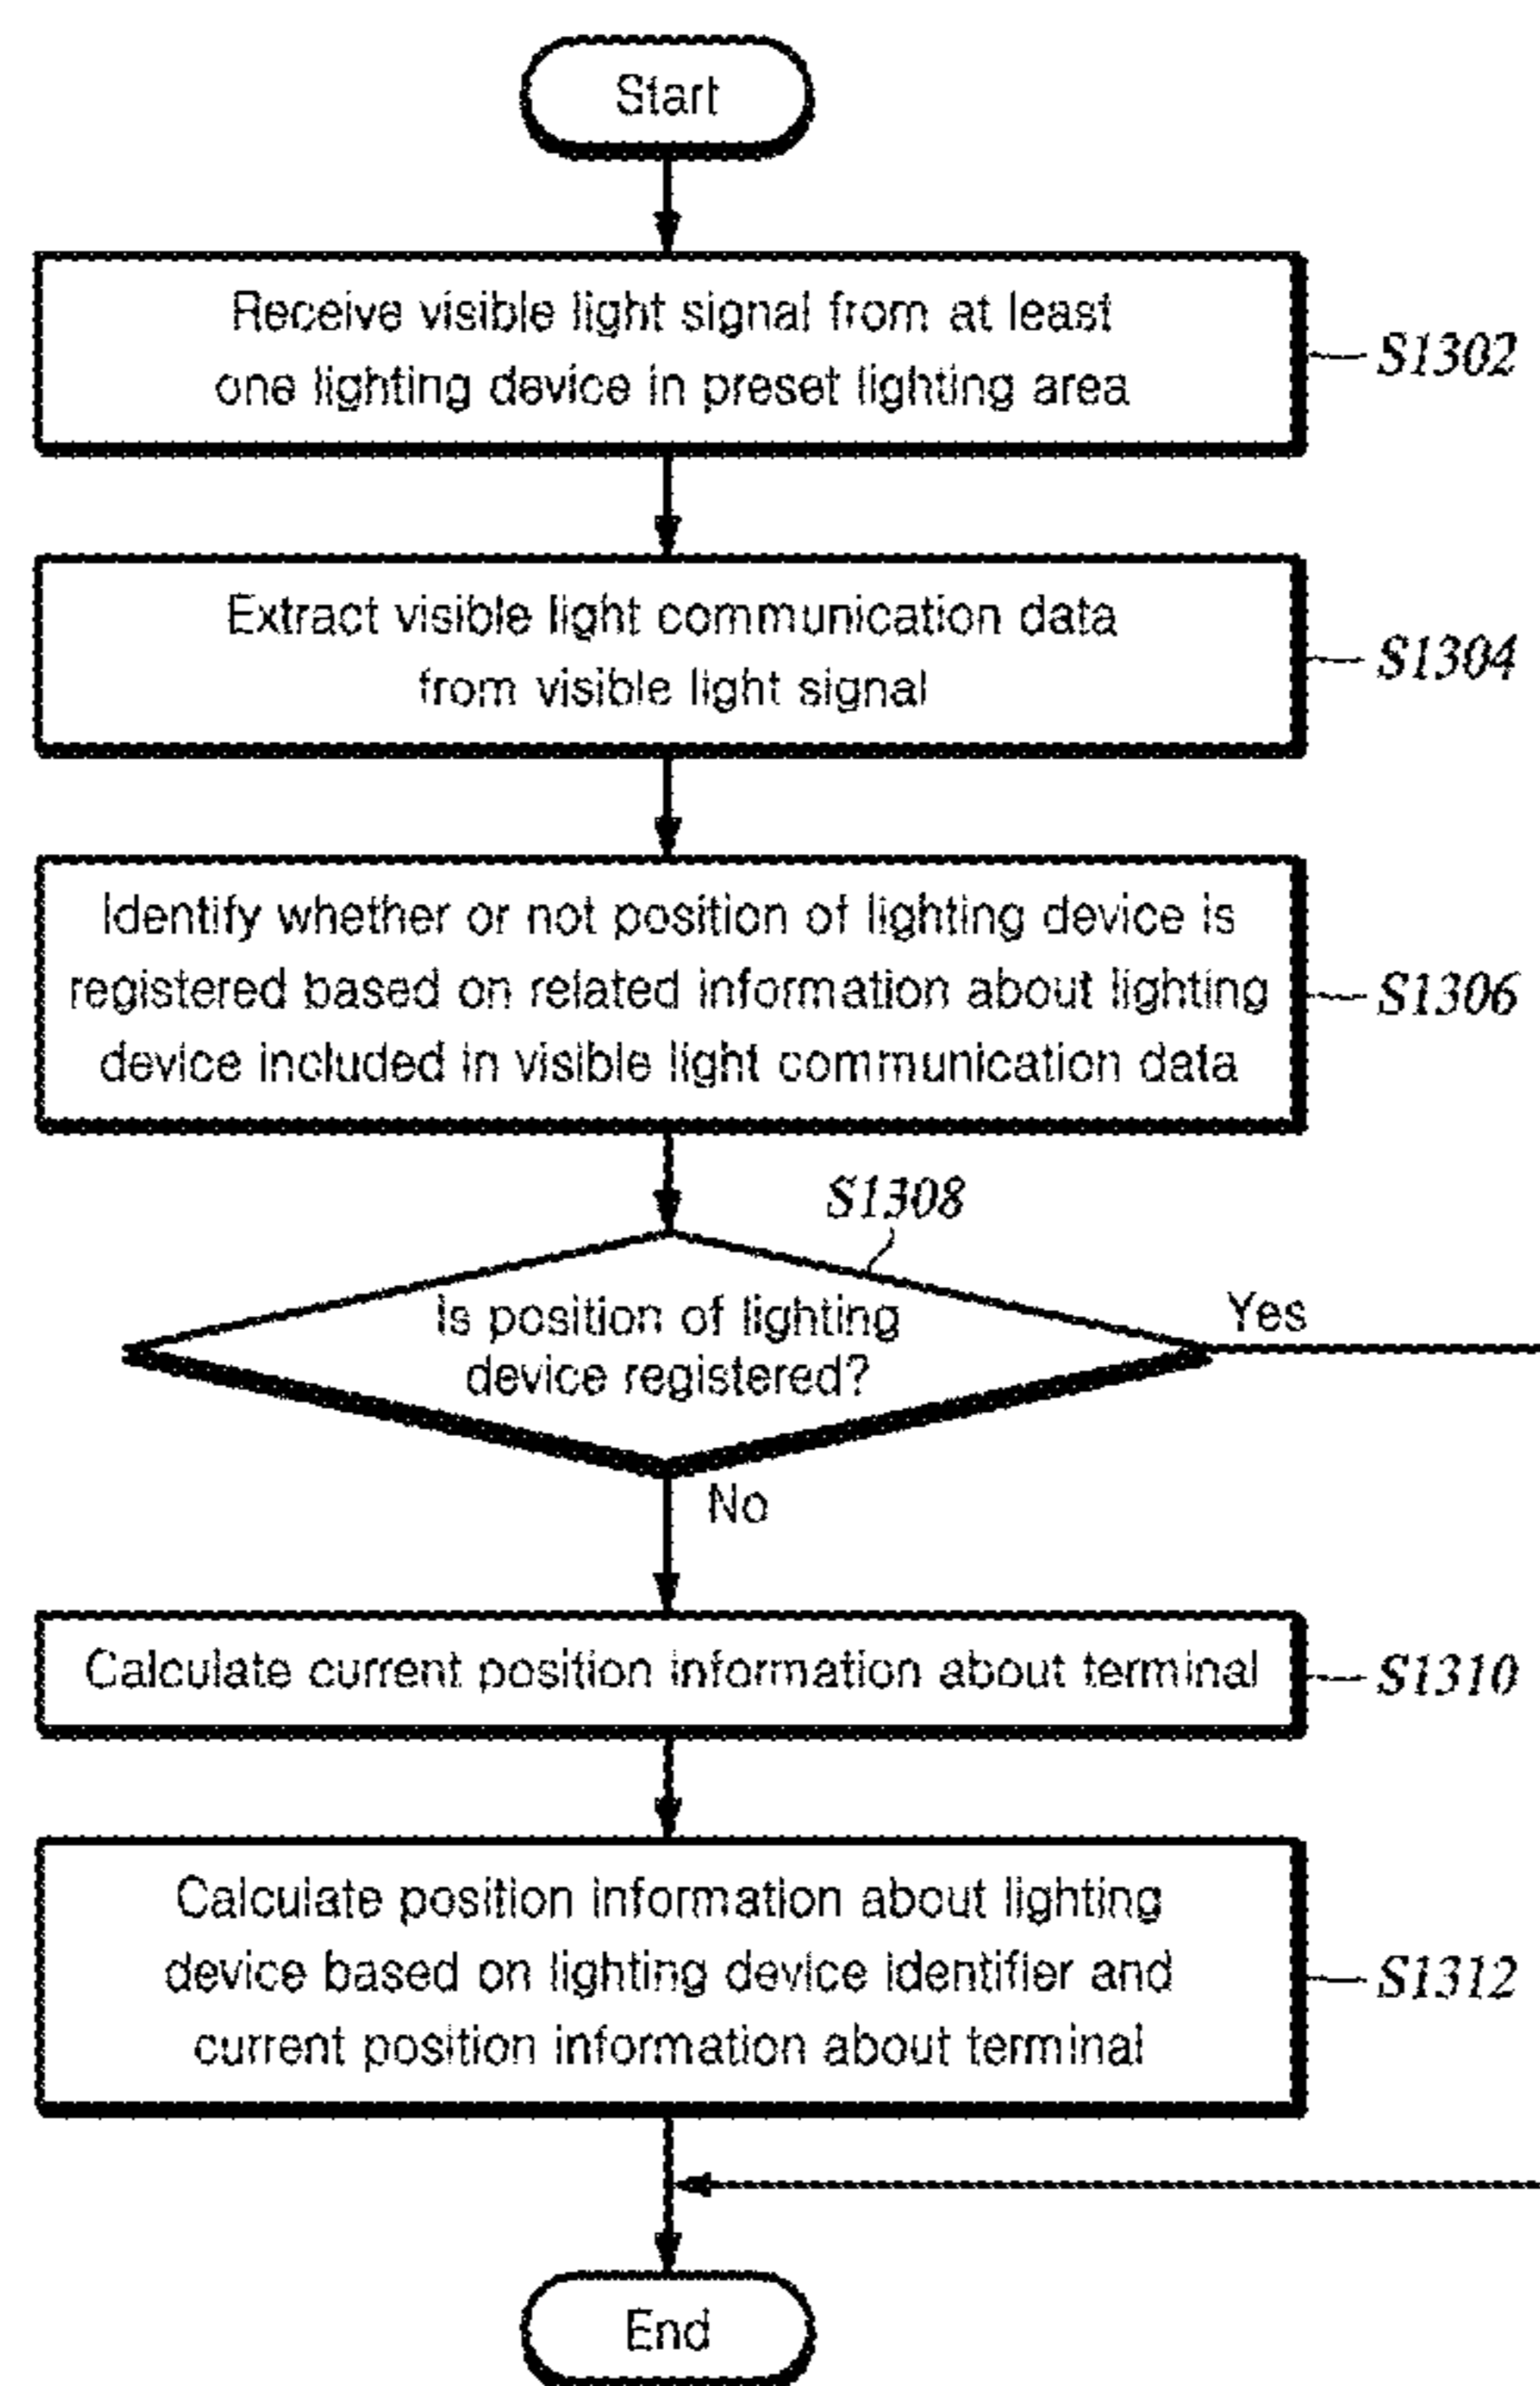 Start
Receive visible light signal from at least
one lighting device in preset lighting area
S1302
Extract visible light communication data
from visible light signal
S1304
Identify whether or not position of lighting device is
registered based on related information about lighting
device included in visible light communication data
S1306
S1308
Is position of lighting
device registered?
Yes
No
Calculate current position information about terminal
S1310
Calculate position information about lighting
device based on lighting device identifier and
current position information about terminal
S1312
End